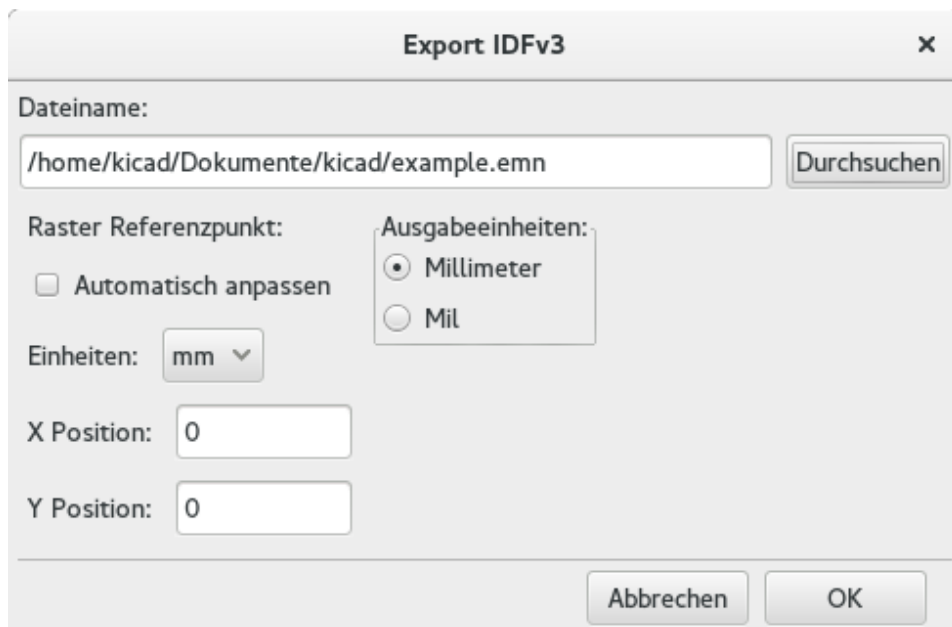 Export IDFv3
Dateiname:
/home/kicad/Dokumente/kicad/example.emn
Durchsuchen
Raster Referenzpunkt:
Automatisch anpassen
Einheiten:
mm
X Position:
0
Y Position:
0
Ausgabeeinheiten:
Millimeter
Mil
Abbrechen
OK